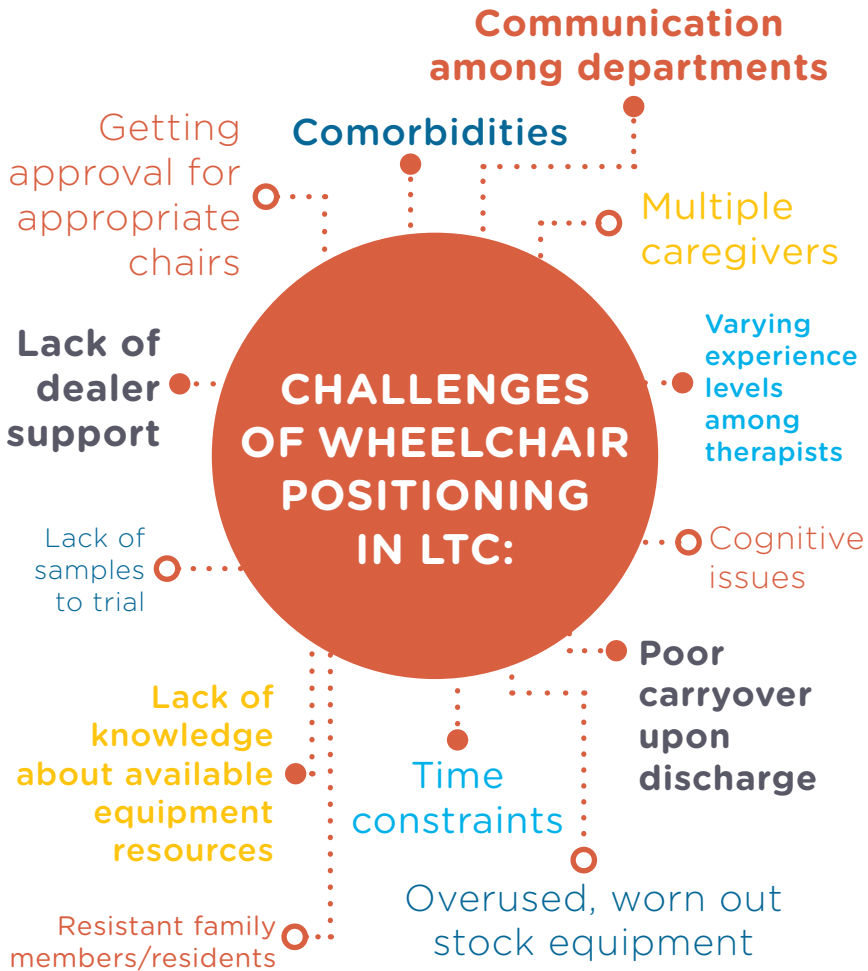 Communication
among departments
Comorbidities
Getting
approval for
appropriate
chairs
Multiple
caregivers
Lack of
dealer
support
CHALLENGES
OF WHEELCHAIR
POSITIONING
IN LTC:
Varying
experience
levels
among
therapists
Lack of
samples
to trial
Cognitive
issues
Poor
carryover
upon
discharge
Lack of
knowledge
about available
equipment
resources
Time
constraints
Overused, worn out
stock equipment
Resistant family
members/residents